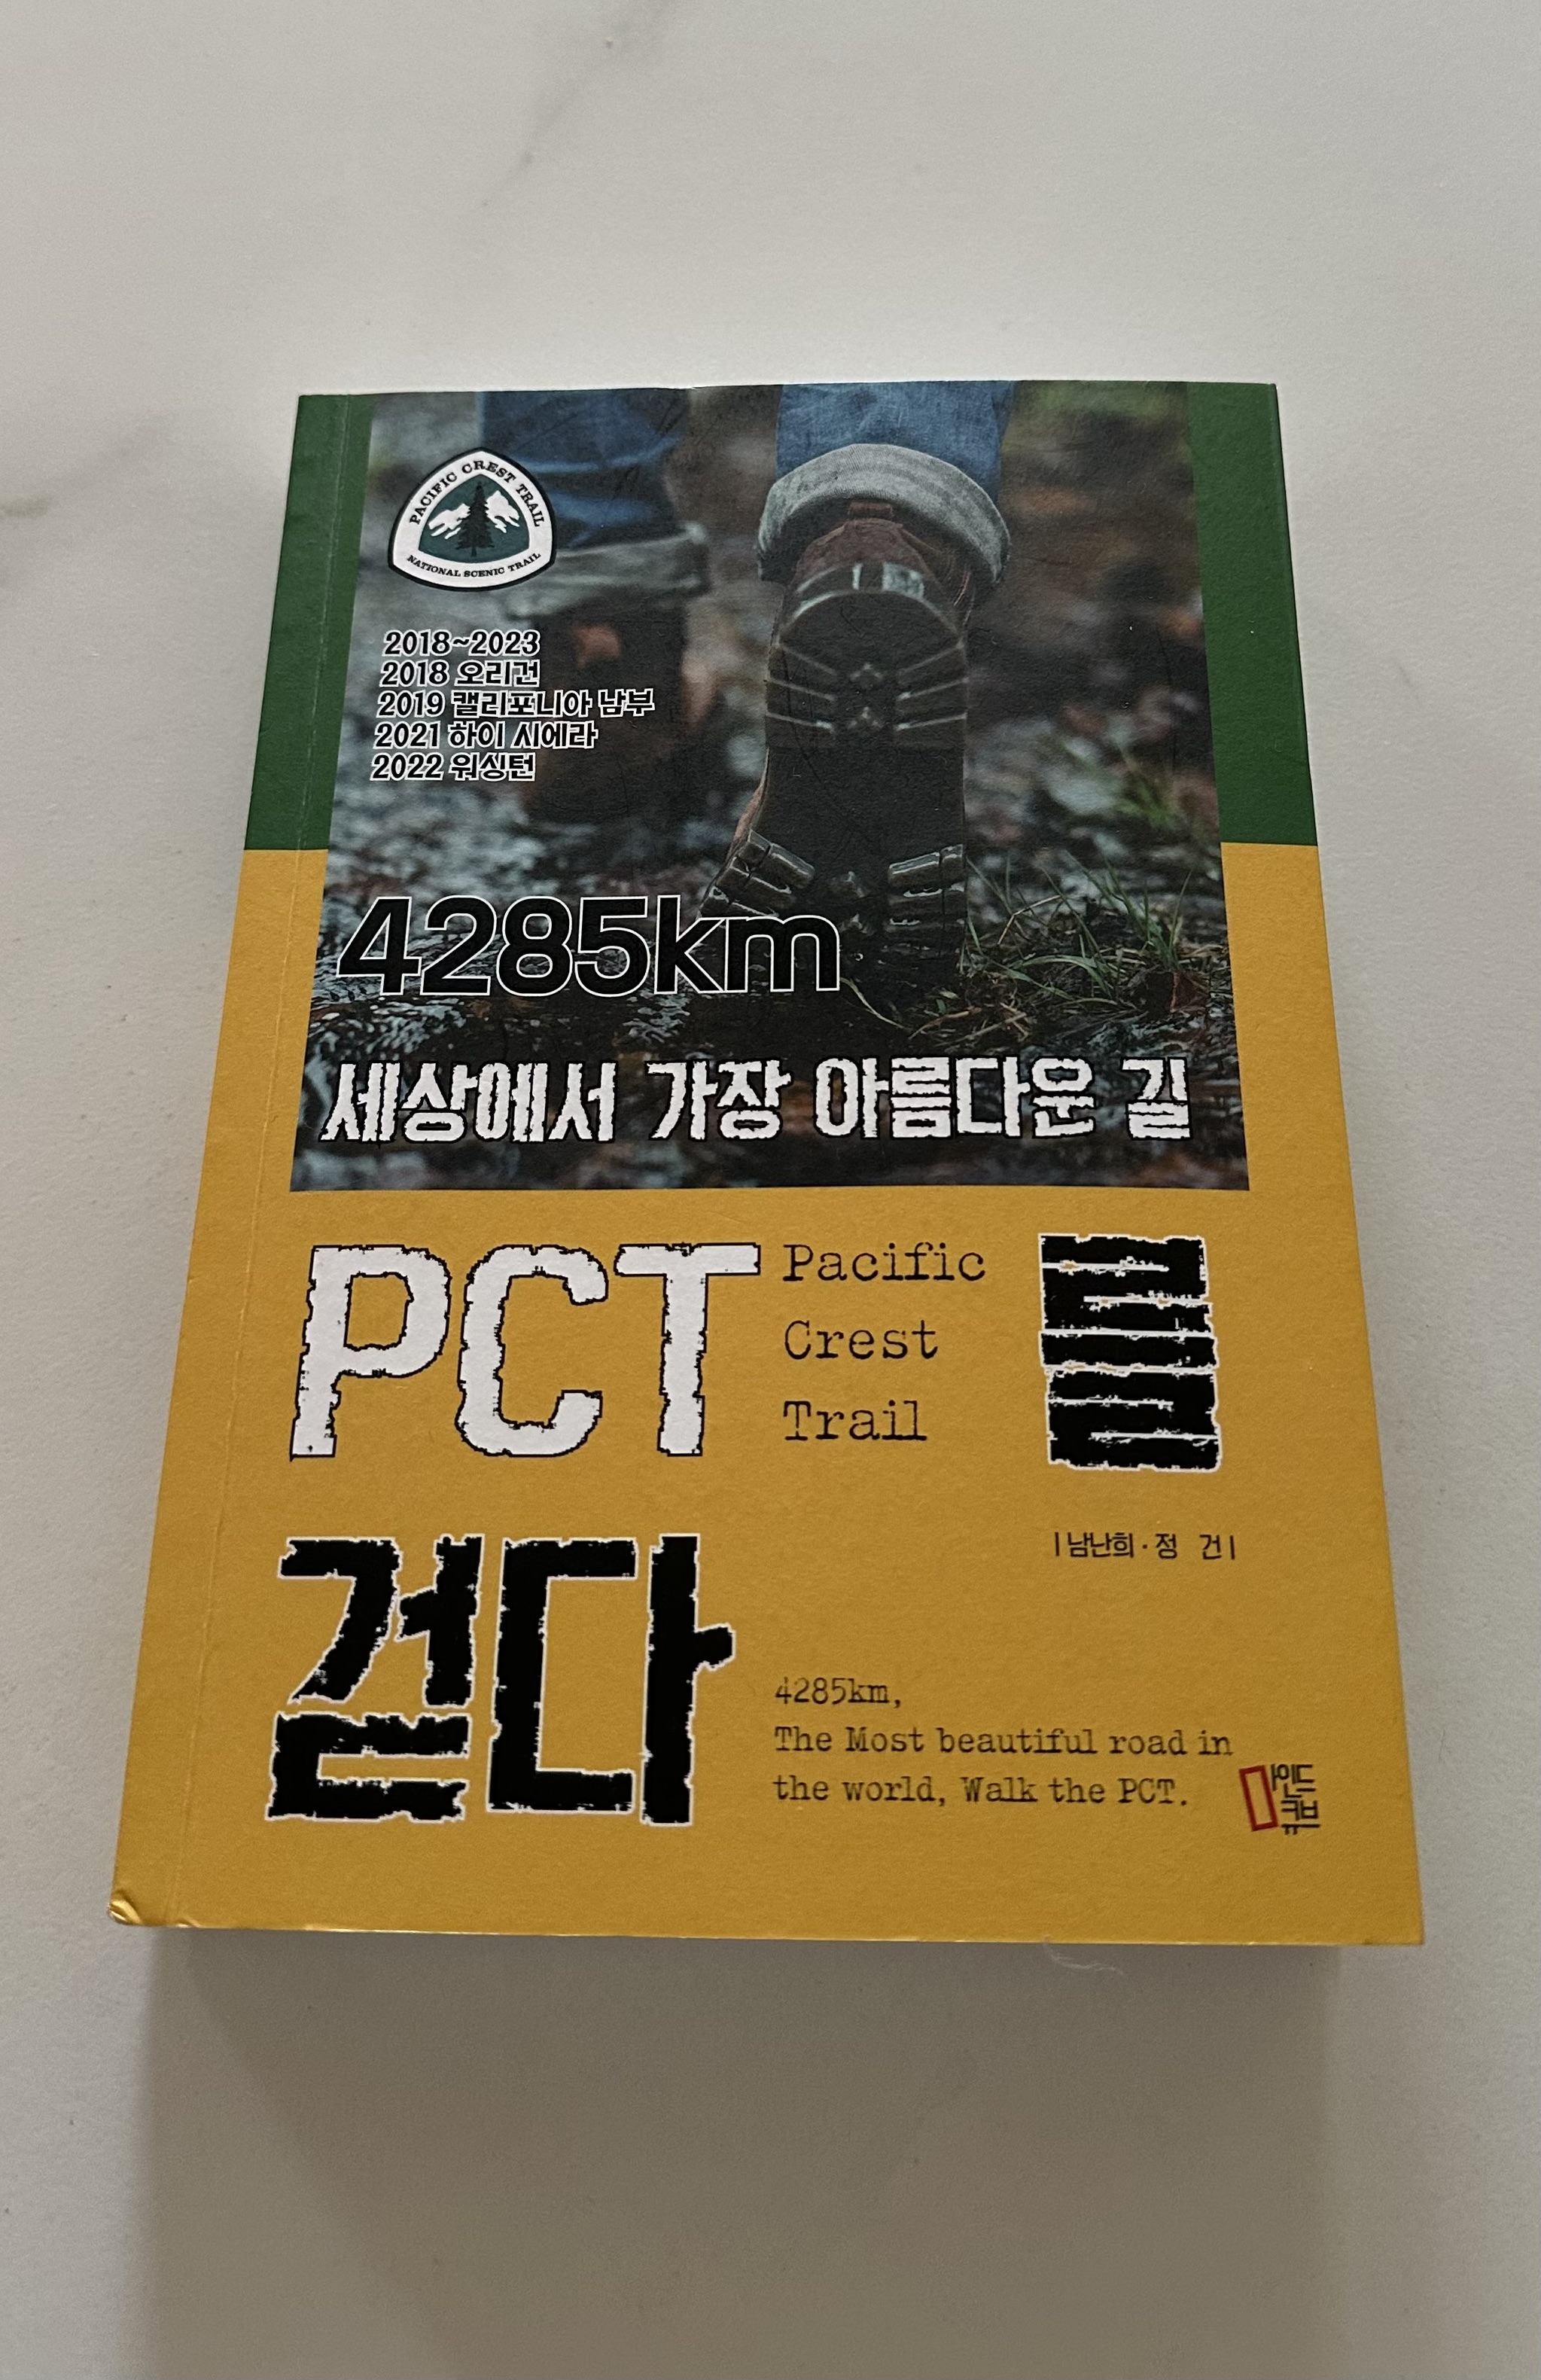 PACIFIC CREST TRAIL
NATIONAL SCENIC TRAIL
2018~2023
2018 오리건
2019 캘리포니아 남부
2021 하이 시에라
2022 워싱턴
4285km
세상에서 가장 아름다운 길
PCT Pacific Crest Trail 를
걷다
|남난희·정 건|
4285km,
The Most beautiful road in
the world, Walk the PCT.
마인드
큐브